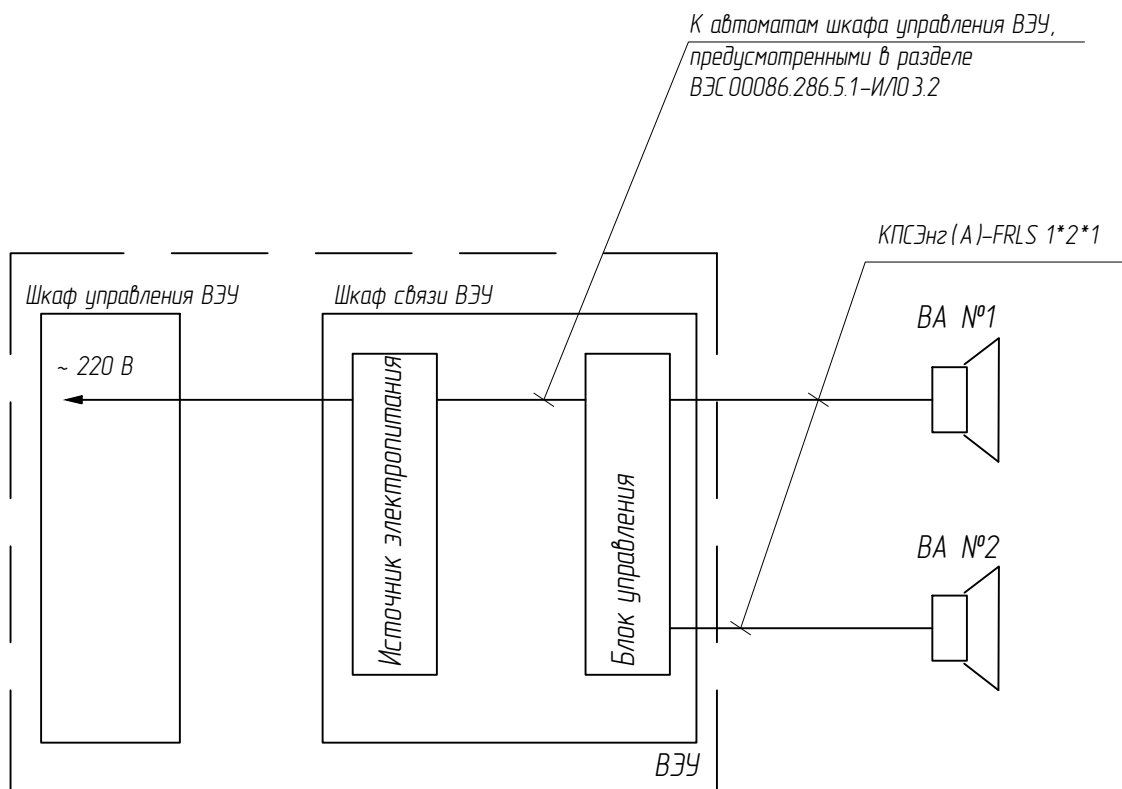 К автоматам шкафа управления ВЭУ,
предусмотренными в разделе
ВЭС 00086.286.5.1-ИЛО 3.2
КПСЭнг(А)-FRLS 1*2*1
Шкаф управления ВЭУ
Шкаф связи ВЭУ
ВА №1
~ 220 В
Источник электропитания
Блок управления
ВА №2
ВЭУ